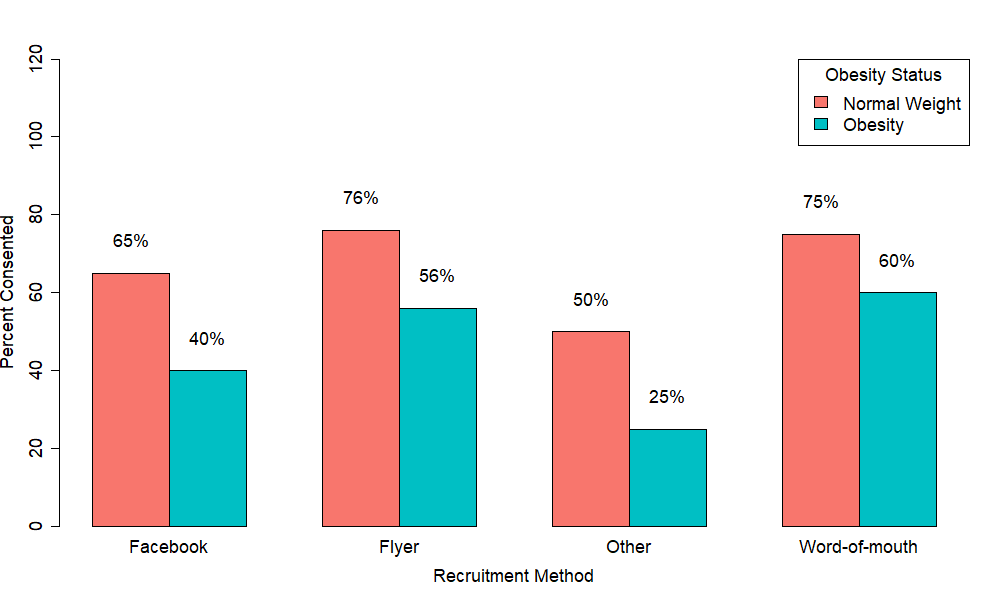 120
100
80
60
40
20
0
Percent Consented
Obesity Status
Normal Weight
Obesity
65%
40%
76%
56%
50%
25%
75%
60%
Facebook
Flyer
Other
Word-of-mouth
Recruitment Method